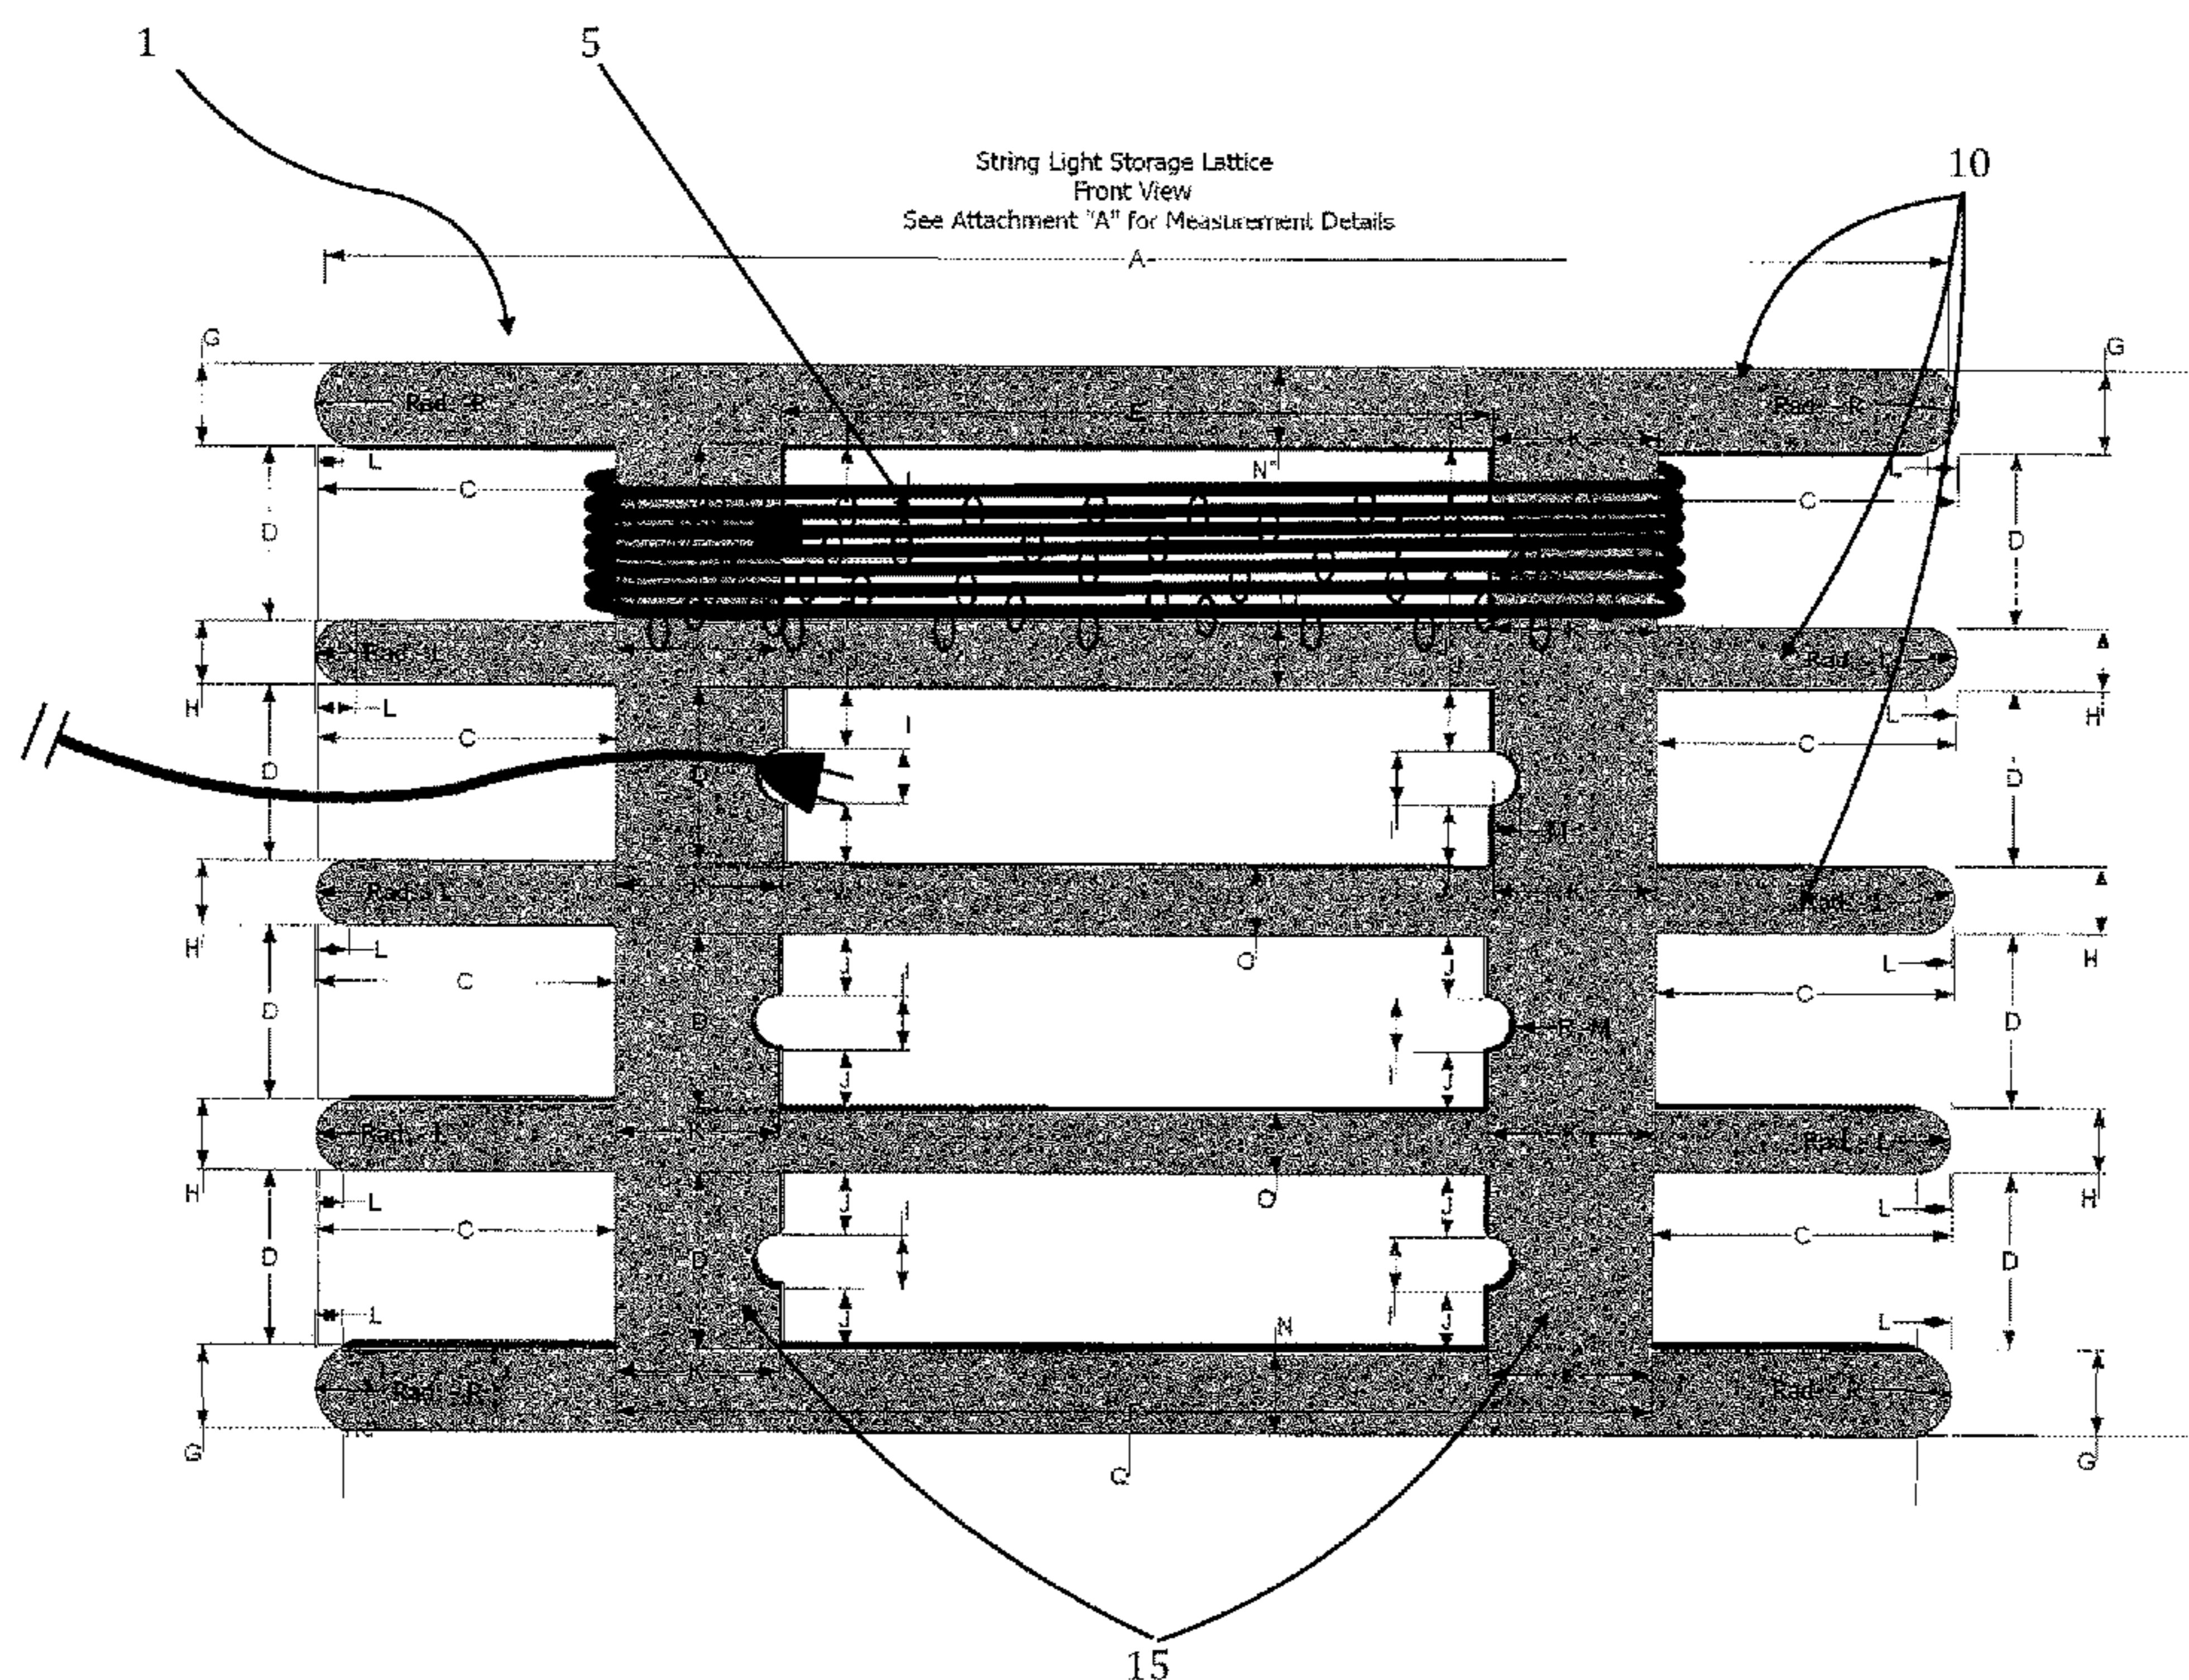 1
5
String Light Storage Lattice
Front View
See Attachment "A" for Measurement Details
10
A
G
G
Rad. - R
E
Rad. - R
K
L
N
L
C
C
D
D
Rad. - L
K
Rad. - L
H
L
L
H
C
I
C
D
D
D
I
M
Rad. - L
K
K
Rad. - L
H
L
O
L
H
C
J
I
J
C
D
D
R-M
D
I
J
J
Rad. - L
K
Rad. - L
H
O
H
L
J
I
J
L
C
C
D
D
D
L
J
I
J
L
N
K
K
Rad. - R
Rad. - R
F
G
Q
G
15